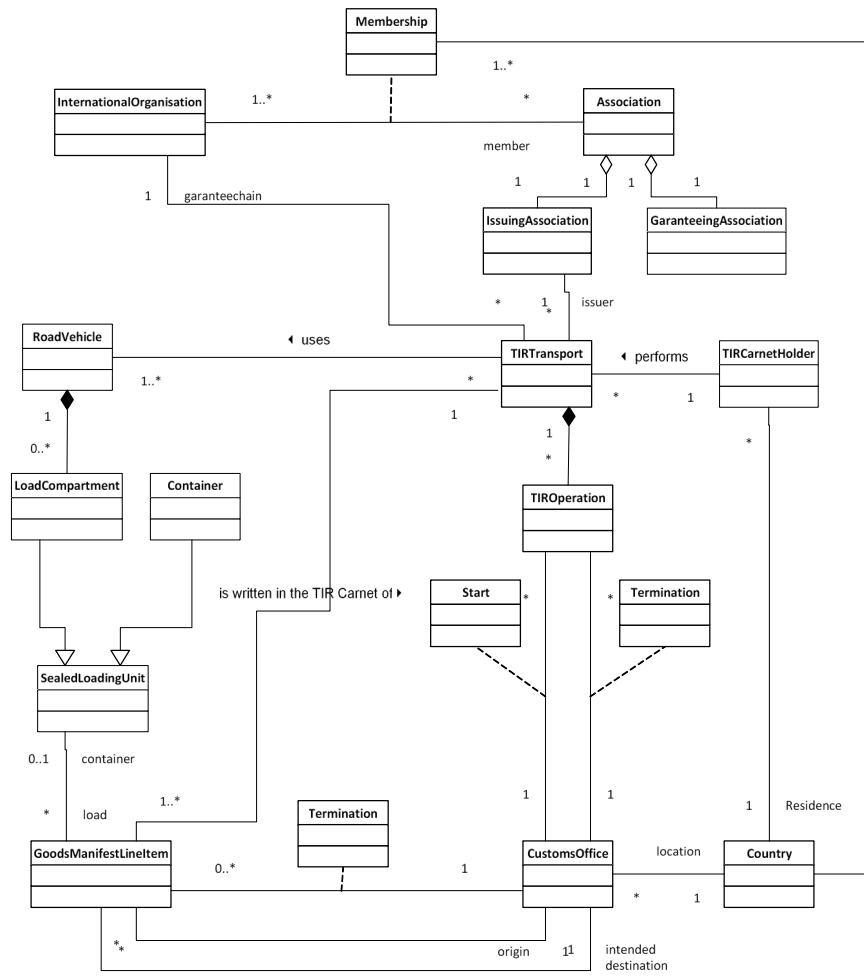 Membership
1..*
InternationalOrganisation
1..*
*
Association
member
1
garanteechain
1
1
1
1
IssuingAssociation
GaranteeingAssociation
*
1
issuer
*
RoadVehicle
uses
TIRTransport
performs
TIRCarnetHolder
1..*
*
*
1
1
1
1
*
0..*
*
LoadCompartment
Container
TIROperation
is written in the TIR Carnet of
Start
*
*
Termination
SealedLoadingUnit
0..1
container
*
load
1..*
1
1
1
Residence
Termination
GoodsManifestLineItem
0..*
1
CustomsOffice
location
Country
*
1
*
*
origin
1
1
intended
destination